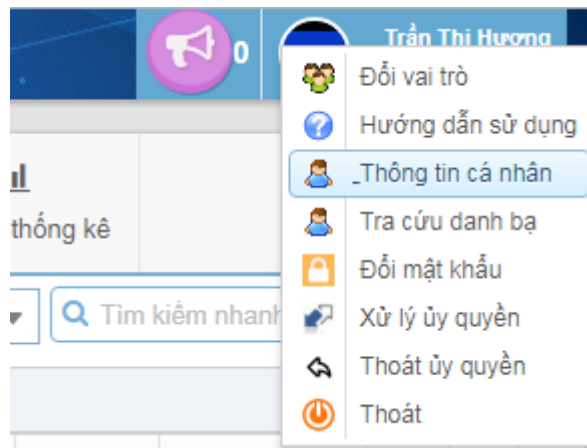 0
Trần Thị Hương
Đổi vai trò
Hướng dẫn sử dụng
_Thông tin cá nhân
thống kê
Tra cứu danh bạ
Đổi mật khẩu
Tìm kiếm nhanh
Xử lý ủy quyền
Thoát ủy quyền
Thoát